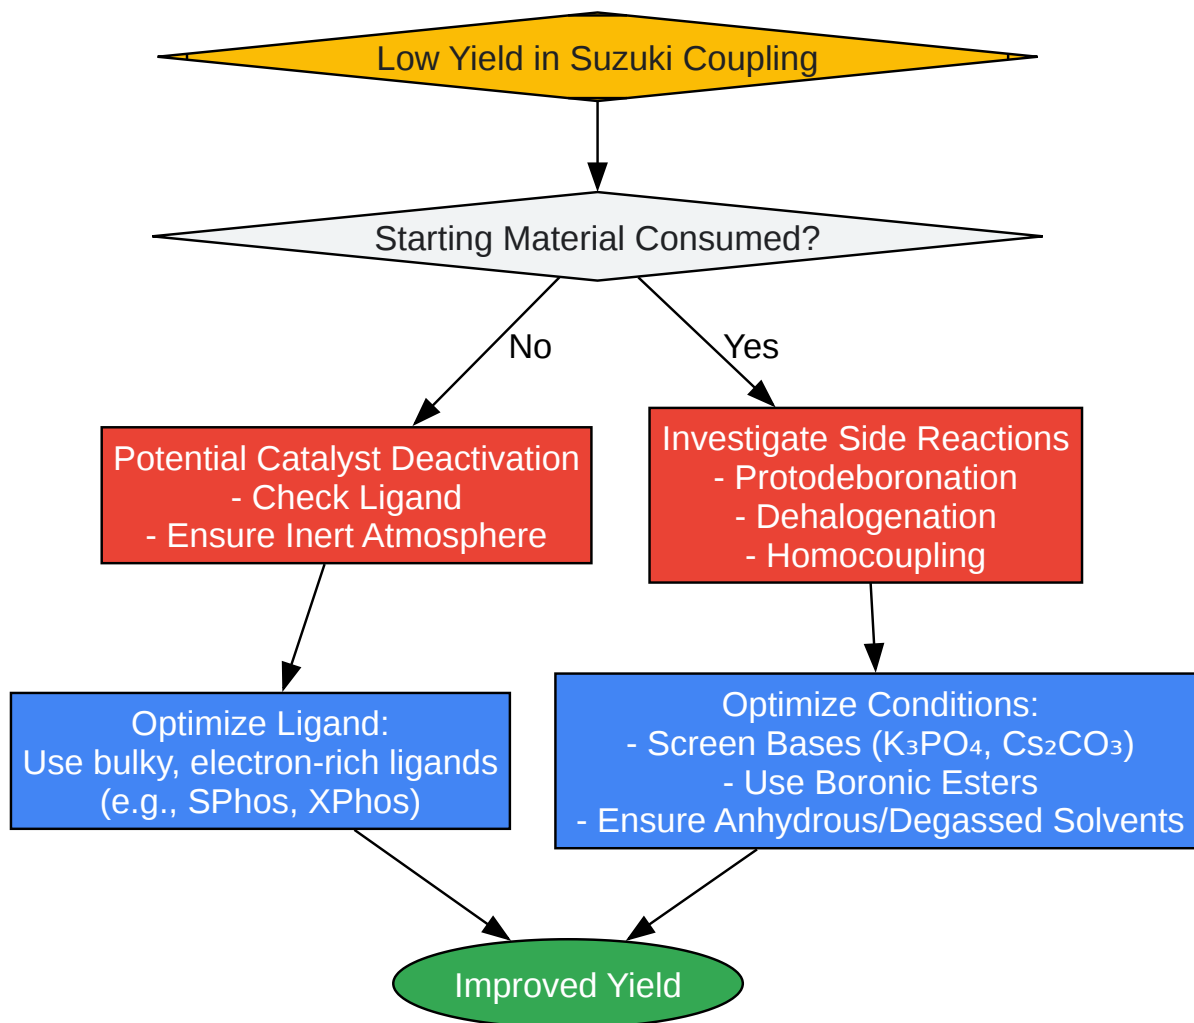 Low Yield in Suzuki Coupling
Starting Material Consumed?
No
Yes
Potential Catalyst Deactivation
- Check Ligand
- Ensure Inert Atmosphere
Investigate Side Reactions
- Protodeboronation
- Dehalogenation
- Homocoupling
Optimize Ligand:
Use bulky, electron-rich ligands
(e.g., SPhos, XPhos)
Optimize Conditions:
- Screen Bases (K₃PO₄, Cs₂CO₃)
- Use Boronic Esters
- Ensure Anhydrous/Degassed Solvents
Improved Yield